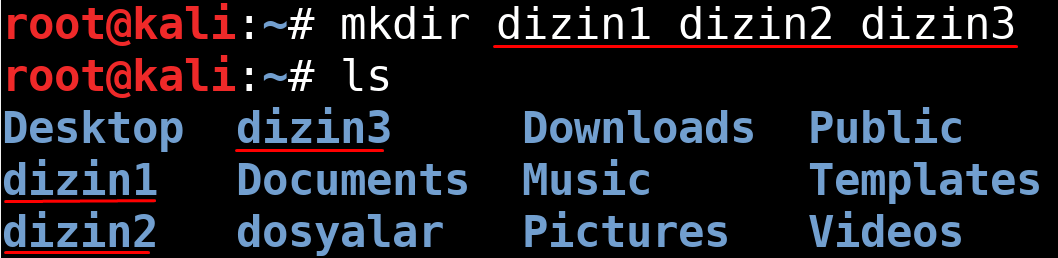 root@kali:~# mkdir dizin1 dizin2 dizin3
root@kali:~# ls
Desktop dizin3 Downloads Public
dizin1 Documents Music Templates
dizin2 dosyalar Pictures Videos